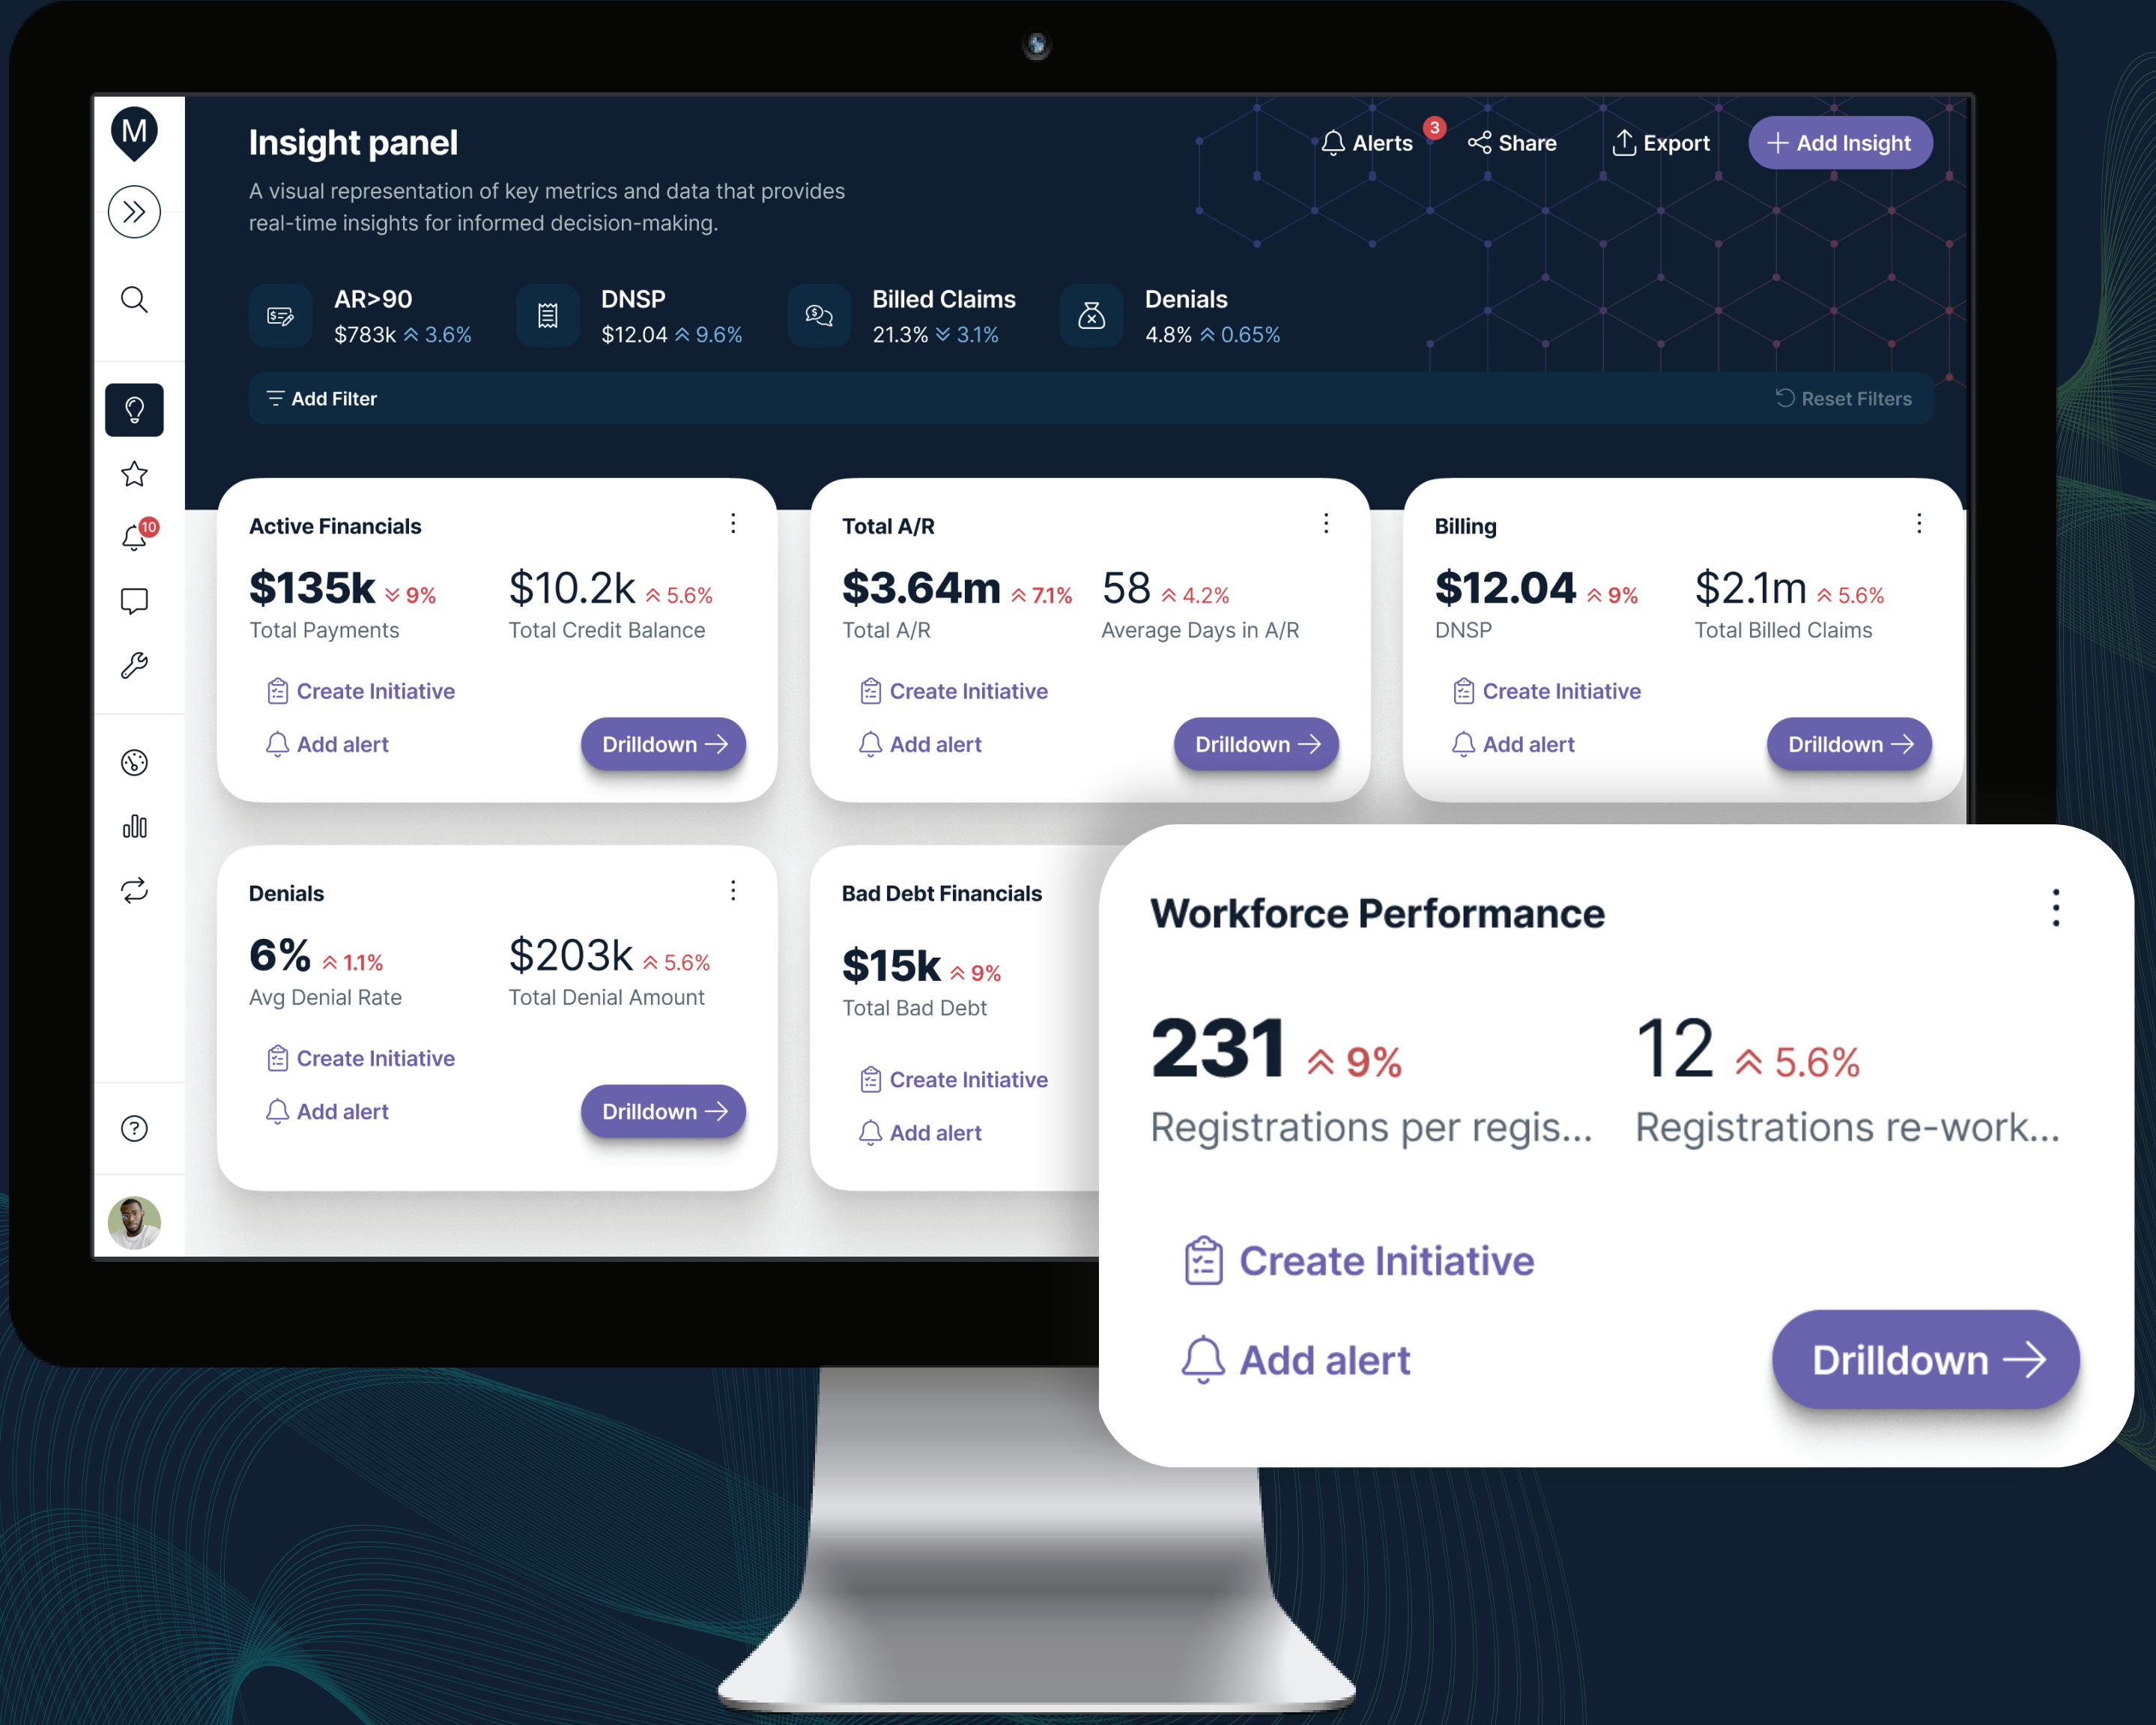 M
Insight panel
Alerts 3 Share Export Add Insight
A visual representation of key metrics and data that provides
real-time insights for informed decision-making.
AR>90 DNSP Billed Claims Denials
$783k 3.6% $12.04 9.6% 21.3% 3.1% 4.8% 0.65%
Add Filter Reset Filters
10
Active Financials
$135k 9% $10.2k 5.6%
Total Payments Total Credit Balance
Create Initiative
Add alert Drilldown
Total A/R
$3.64m 7.1% 58 4.2%
Total A/R Average Days in A/R
Create Initiative
Add alert Drilldown
Billing
$12.04 9% $2.1m 5.6%
DNSP Total Billed Claims
Create Initiative
Add alert Drilldown
Denials
6% 1.1% $203k 5.6%
Avg Denial Rate Total Denial Amount
Create Initiative
Add alert Drilldown
Bad Debt Financials
$15k 9%
Total Bad Debt
Create Initiative
Add alert
Workforce Performance
231 9% 12 5.6%
Registrations per regis... Registrations re-work...
Create Initiative
Add alert Drilldown
?